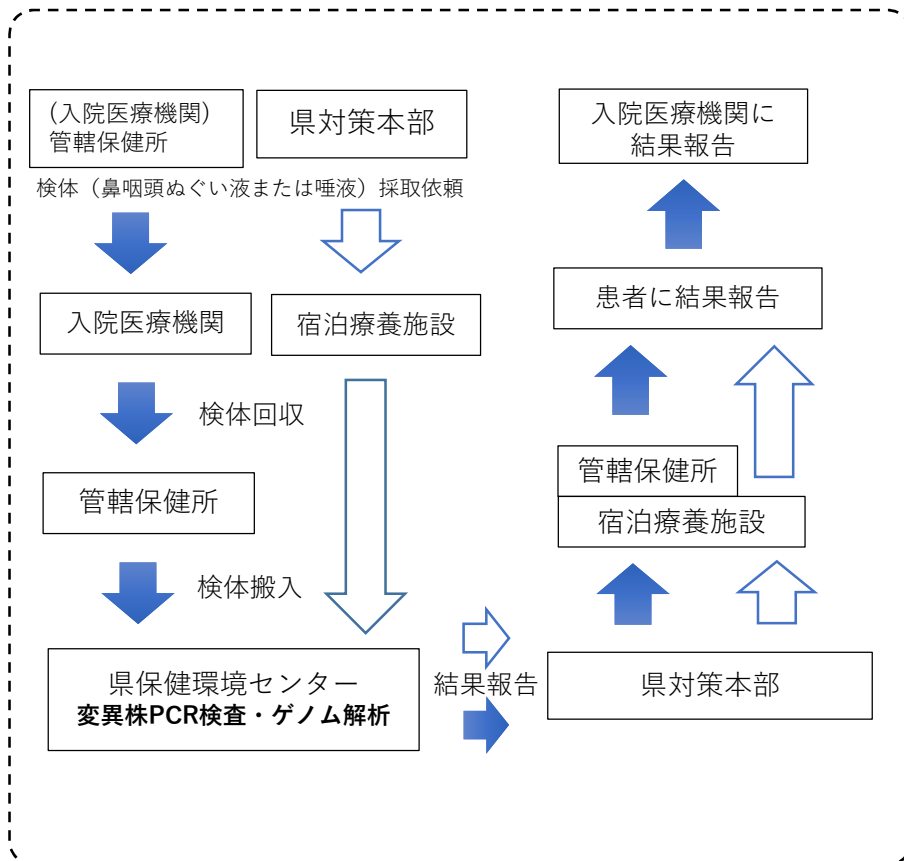 (入院医療機関)
管轄保健所
県対策本部
検体（鼻咽頭ぬぐい液または唾液）採取依頼
入院医療機関
宿泊療養施設
検体回収
管轄保健所
検体搬入
県保健環境センター
変異株PCR検査・ゲノム解析
結果報告
県対策本部
管轄保健所
宿泊療養施設
患者に結果報告
入院医療機関に
結果報告